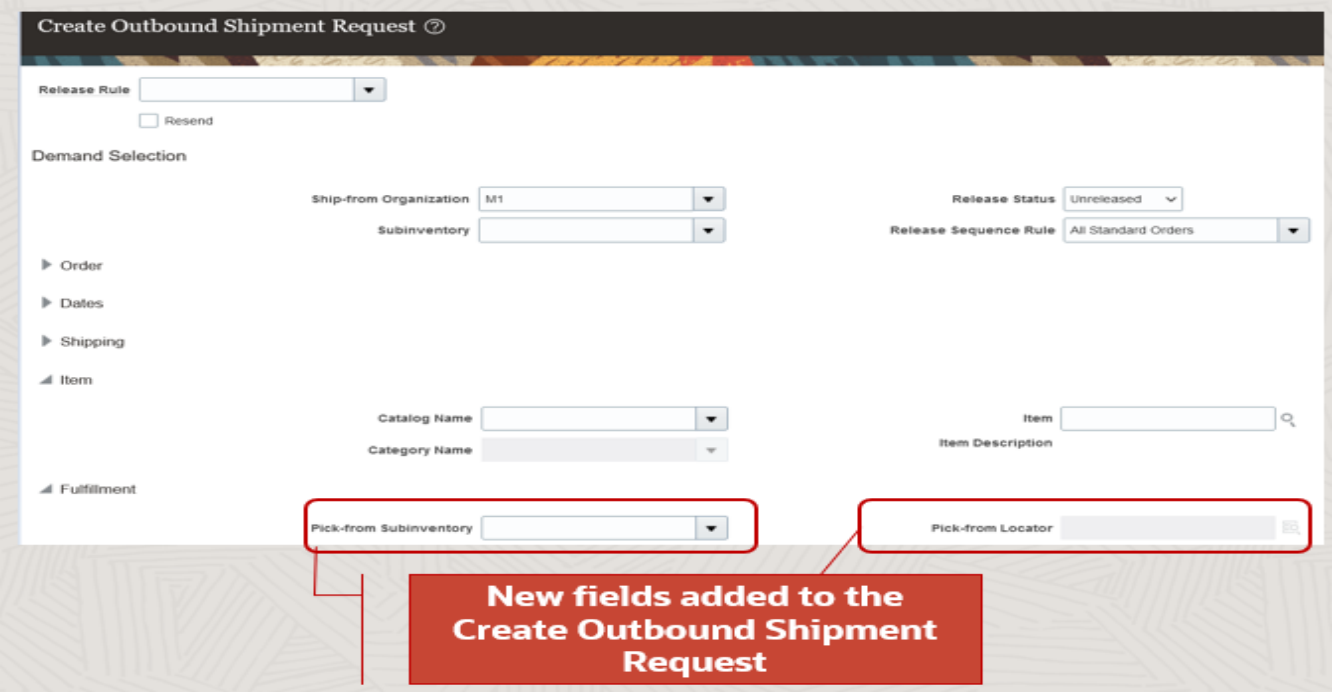 Create Outbound Shipment Request ?
Release Rule
Resend
Demand Selection
Ship-from Organization M1 Release Status Unreleased
Subinventory Release Sequence Rule All Standard Orders
Order
Dates
Shipping
Item
Catalog Name Item
Category Name Item Description
Fulfillment
Pick-from Subinventory Pick-from Locator
New fields added to the
Create Outbound Shipment
Request